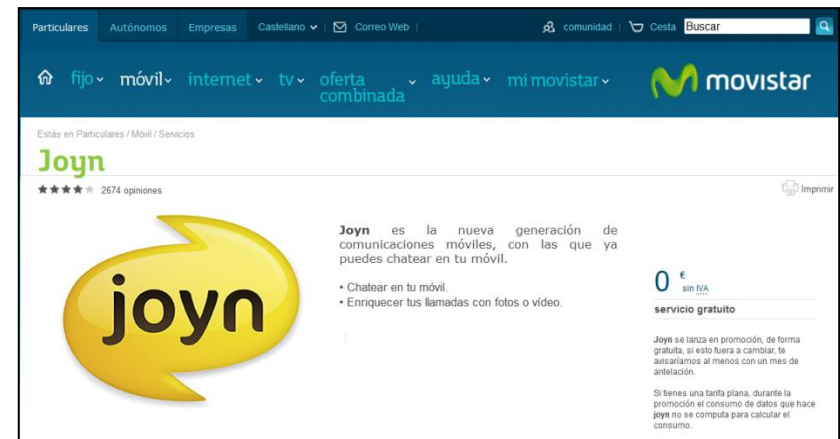 Particulares Autónomos Empresas Castellano Correo Web comunidad Cesta Buscar
fijo móvil internet tv oferta combinada ayuda mi movistar movistar
Estás en Particulares / Móvil / Servicios
Joyn
2674 opiniones
Imprimir
joyn
Joyn es la nueva generación de
comunicaciones móviles, con las que ya
puedes chatear en tu móvil.
• Chatear en tu móvil.
• Enriquecer tus llamadas con fotos o vídeo.
0 €
sin IVA
servicio gratuito
Joyn se lanza en promoción, de forma
gratuita, si esto fuera a cambiar, te
avisaríamos al menos con un mes de
antelación.
Si tienes una tarifa plana, durante la
promoción el consumo de datos que hace
joyn no se computa para calcular el
consumo.